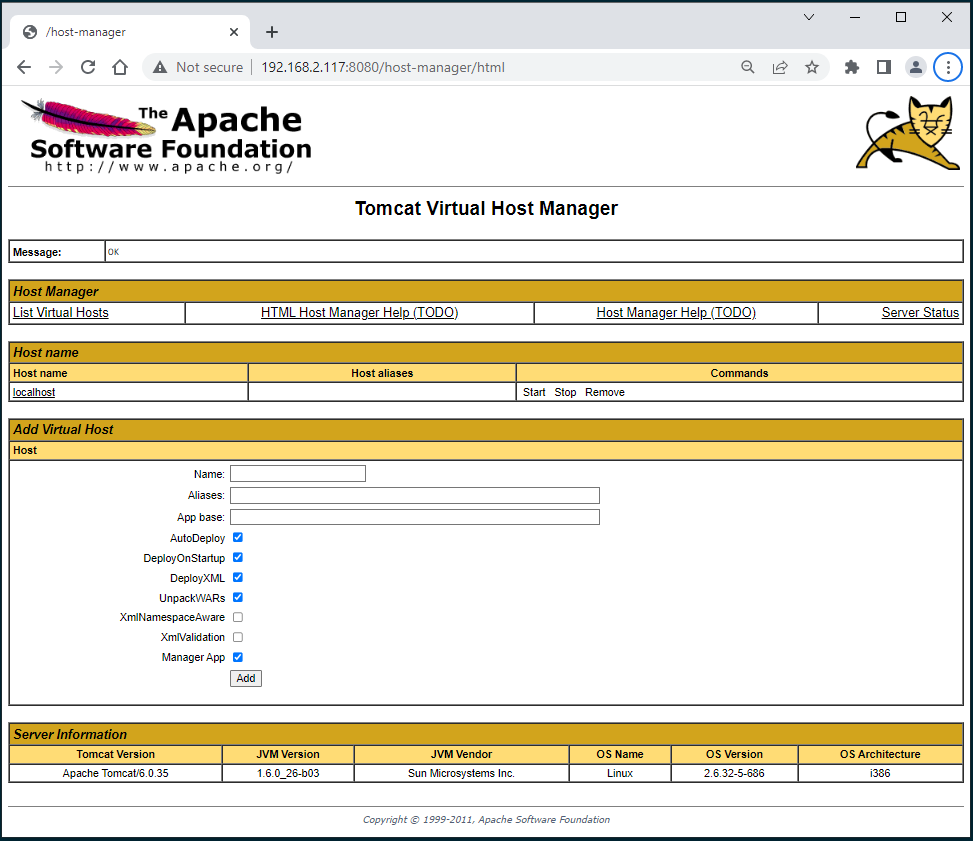 /host-manager
Not secure 192.168.2.117:8080/host-manager/html
The Apache
Software Foundation
http://www.apache.org/
Tomcat Virtual Host Manager
Message: OK
Host Manager
List Virtual Hosts HTML Host Manager Help (TODO) Host Manager Help (TODO) Server Status
Host name
Host name Host aliases Commands
localhost Start Stop Remove
Add Virtual Host
Host
Name:
Aliases:
App base:
AutoDeploy
DeployOnStartup
DeployXML
UnpackWARs
XmlNamespaceAware
XmlValidation
Manager App
Add
Server Information
Tomcat Version JVM Version JVM Vendor OS Name OS Version OS Architecture
Apache Tomcat/6.0.35 1.6.0_26-b03 Sun Microsystems Inc. Linux 2.6.32-5-686 i386
Copyright © 1999-2011, Apache Software Foundation